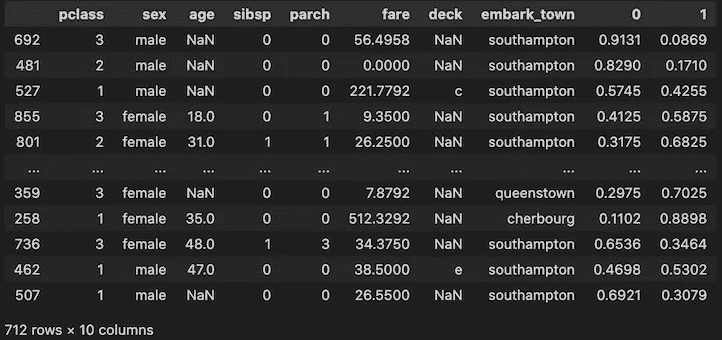 pclass sex age sibsp parch fare deck embark_town 0 1
692 3 male NaN 0 0 56.4958 NaN southampton 0.9131 0.0869
481 2 male NaN 0 0 0.0000 NaN southampton 0.8290 0.1710
527 1 male NaN 0 0 221.7792 c southampton 0.5745 0.4255
855 3 female 18.0 0 1 9.3500 NaN southampton 0.4125 0.5875
801 2 female 31.0 1 1 26.2500 NaN southampton 0.3175 0.6825
... ... ... ... ... ... ... ... ... ... ...
359 3 female NaN 0 0 7.8792 NaN queenstown 0.2975 0.7025
258 1 female 35.0 0 0 512.3292 NaN cherbourg 0.1102 0.8898
736 3 female 48.0 1 3 34.3750 NaN southampton 0.6536 0.3464
462 1 male 47.0 0 0 38.5000 e southampton 0.4698 0.5302
507 1 male NaN 0 0 26.5500 NaN southampton 0.6921 0.3079
712 rows × 10 columns